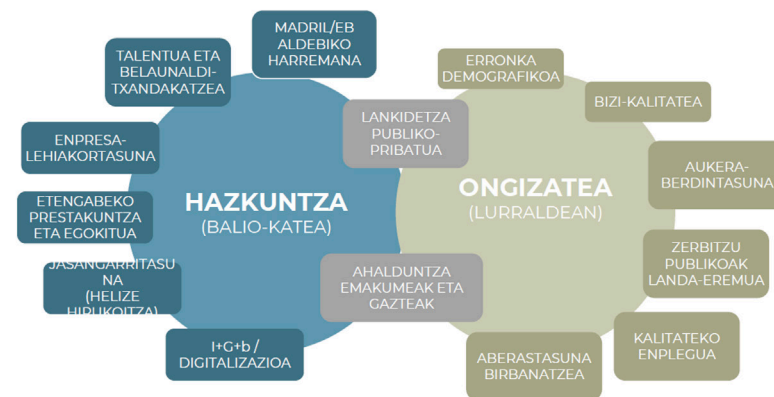 MADRIL/EB
ALDEBIKO
HARREMANA
TALENTUA ETA
BELAUNALDI-
TXANDAKATZEA
ENPRESA-
LEHIAKORTASUNA
ETENGABEKO
PRESTAKUNTZA
ETA EGOKITUA
JASANGARRITASU
NA
(HELIZE
HIRUKOITZA)
I+G+b /
DIGITALIZAZIOA
HAZKUNTZA
(BALIO-KATEA)
LANKIDETZA
PUBLIKO-
PRIBATUA
AHALDUNTZA
EMAKUMEAK ETA
GAZTEAK
ONGIZATEA
(LURRALDEAN)
ERRONKA
DEMOGRAFIKOA
BIZI-KALITATEA
AUKERA-
BERDINTASUNA
ZERBITZU
PUBLIKOAK
LANDA-EREMUA
KALITATEKO
ENPLEGUA
ABERASTASUNA
BIRBANATZEA